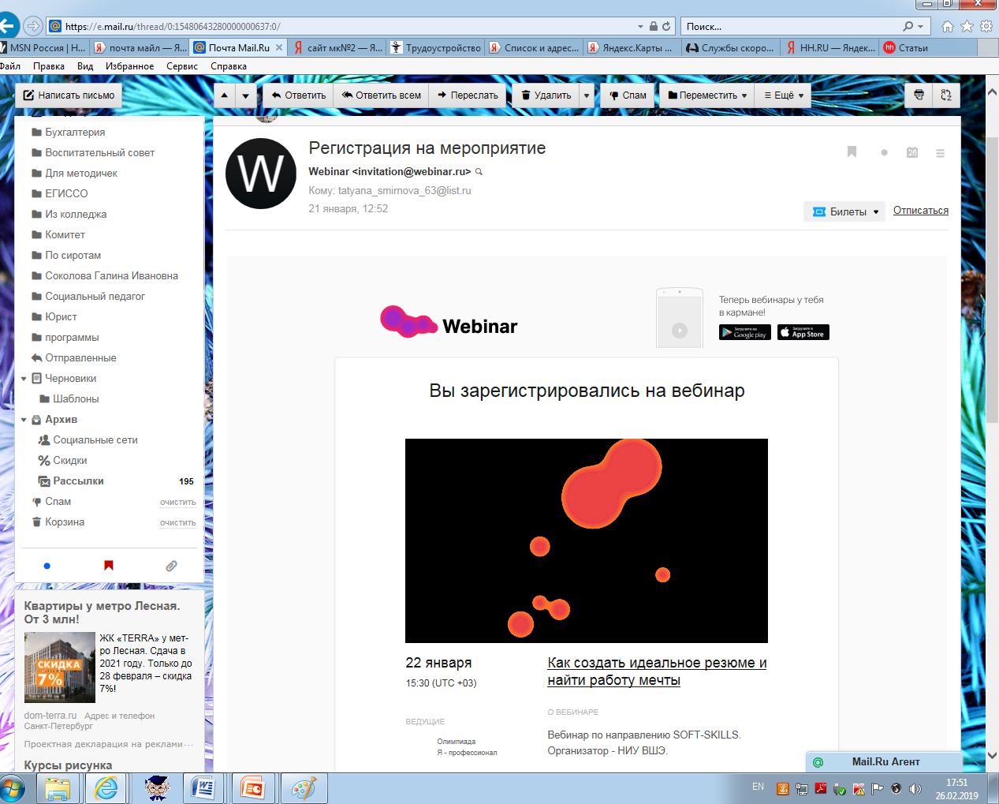 https://e.mail.ru/thread/0:15480643280000000637:0/
Поиск...
MSN Россия | Н...
почта майл — Я...
Почта Mail.Ru
сайт мк№2 — Я...
Трудоустройство
Список и адрес...
Яндекс.Карты ...
Службы скоро...
HH.RU — Яндек...
hh Статьи
Файл Правка Вид Избранное Сервис Справка
Написать письмо
Ответить
Ответить всем
Переслать
Удалить
Спам
Переместить
Ещё
Бухгалтерия
Воспитательный совет
Для методичек
ЕГИССО
Из колледжа
Комитет
По сиротам
Соколова Галина Ивановна
Социальный педагог
Юрист
программы
Отправленные
Черновики
Шаблоны
Архив
Социальные сети
Скидки
Рассылки 195
Спам очистить
Корзина очистить
Квартиры у метро Лесная.
От 3 млн!
СКИДКА
7%
ЖК «TERRA» у мет-
ро Лесная. Сдача в
2021 году. Только до
28 февраля – скидка
7%!
dom-terra.ru Адрес и телефон
Санкт-Петербург
Проектная декларация на реклами...
Курсы рисунка
W
Регистрация на мероприятие
Webinar <invitation@webinar.ru>
Кому: tatyana_smirnova_63@list.ru
21 января, 12:52
26
Билеты
Отписаться
Webinar
Теперь вебинары у тебя
в кармане!
Загрузите на
Google play
Загрузите в
App Store
Вы зарегистрировались на вебинар
22 января
15:30 (UTC +03)
Как создать идеальное резюме и
найти работу мечты
ВЕДУЩИЕ
Олимпиада
Я - профессионал
О ВЕБИНАРЕ
Вебинар по направлению SOFT-SKILLS.
Организатор - НИУ ВШЭ.
Mail.Ru Агент
EN
17:51
26.02.2019